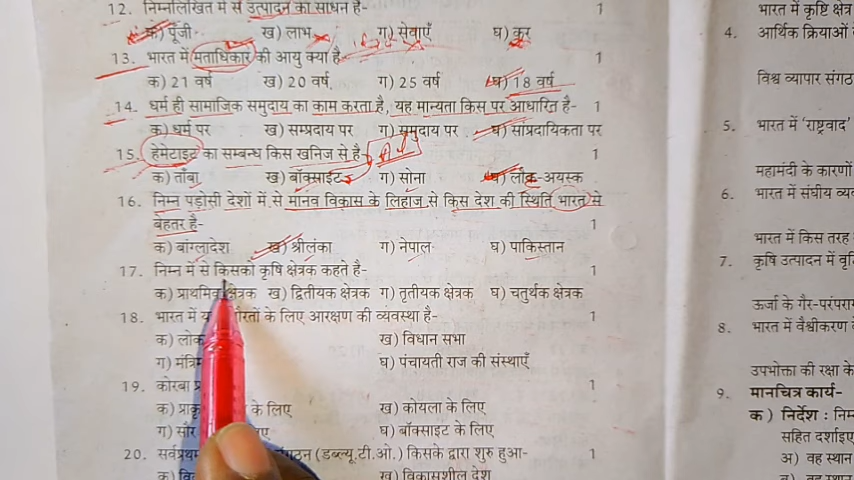 12. निम्नलिखित में से उत्पादन का साधन है- 1
क) पूँजी ख) लाभ ग) सेवाएँ घ) कर
13. भारत में मताधिकार की आयु क्या है- 1
क) 21 वर्ष ख) 20 वर्ष ग) 25 वर्ष घ) 18 वर्ष
14. धर्म ही सामाजिक समुदाय का काम करता है, यह मान्यता किस पर आधारित है- 1
क) धर्म पर ख) सम्प्रदाय पर ग) समुदाय पर घ) सांप्रदायिकता पर
15. हेमेटाइट का सम्बन्ध किस खनिज से है- 1
क) ताँबा ख) बॉक्साईट ग) सोना घ) लौह-अयस्क
16. निम्न पड़ोसी देशों में से मानव विकास के लिहाज से किस देश की स्थिति भारत से
बेहतर है- 1
क) बांग्लादेश ख) श्रीलंका ग) नेपाल घ) पाकिस्तान
17. निम्न में से किसको कृषि क्षेत्रक कहते है- 1
क) प्राथमिक क्षेत्रक ख) द्वितीयक क्षेत्रक ग) तृतीयक क्षेत्रक घ) चतुर्थक क्षेत्रक
18. भारत में औरतों के लिए आरक्षण की व्यवस्था है- 1
क) लोक ख) विधान सभा
ग) मंत्रि घ) पंचायती राज की संस्थाएँ
19. कोरबा 1
क) के लिए ख) कोयला के लिए
ग) घ) बॉक्साइट के लिए
20. सर्वप्रथम (डब्ल्यू.टी.ओ.) किसके द्वारा शुरु हुआ- 1
क) ख) विकासशील देश
भारत में कृषि क्षेत्र
4. आर्थिक क्रियाओं
विश्व व्यापार संगठ
5. भारत में 'राष्ट्रवाद'
महामंदी के कारणों
6. भारत में संघीय
भारत में किस तरह
7. कृषि उत्पादन में
ऊर्जा के गैर-परंपरा
8. भारत में वैश्वीकरण
उपभोक्ता की रक्षा के
9. मानचित्र कार्य-
क) निर्देश : निम्न
सहित दर्शाइए
अ) वह स्थान
ब) वह स्थान